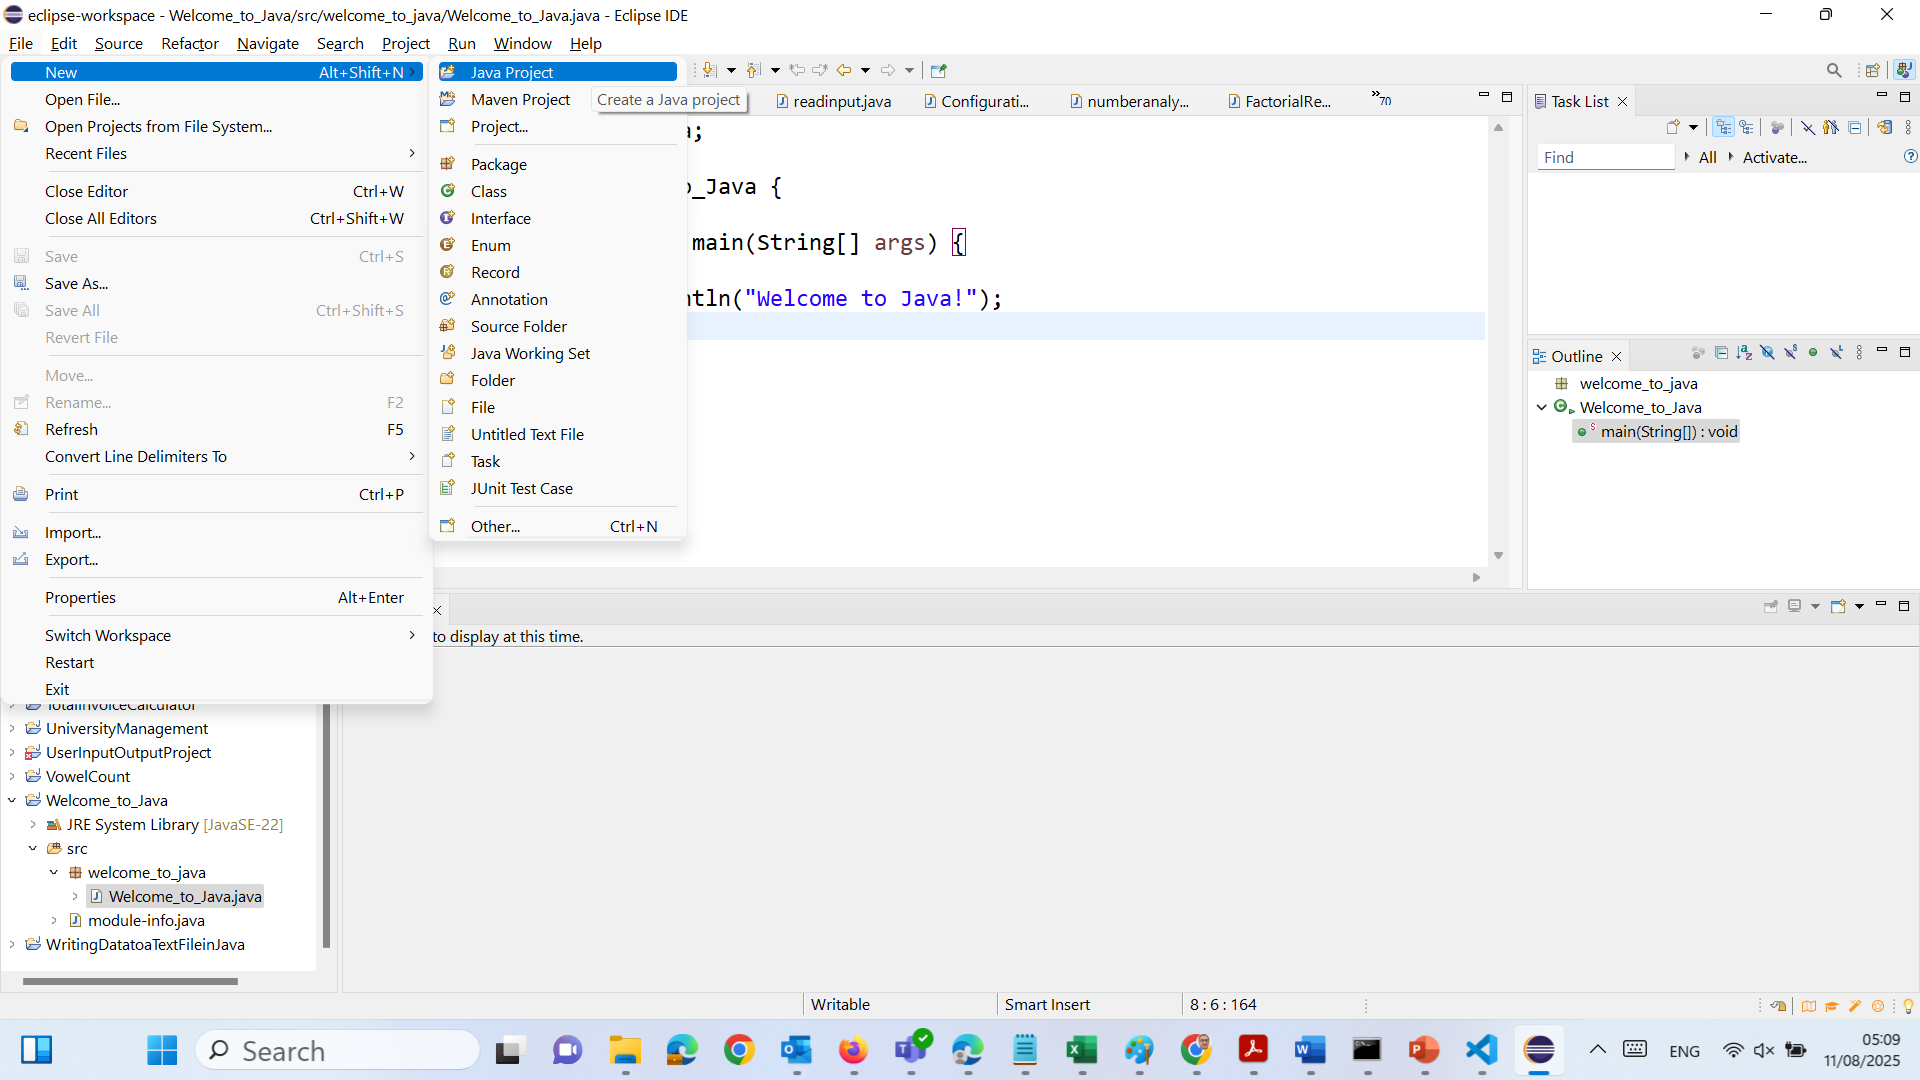 eclipse-workspace - Welcome_to_Java/src/welcome_to_java/Welcome_to_Java.java - Eclipse IDE
File Edit Source Refactor Navigate Search Project Run Window Help
New Alt+Shift+N
Open File...
Open Projects from File System...
Recent Files
Close Editor Ctrl+W
Close All Editors Ctrl+Shift+W
Save Ctrl+S
Save As...
Save All Ctrl+Shift+S
Revert File
Move...
Rename... F2
Refresh F5
Convert Line Delimiters To
Print Ctrl+P
Import...
Export...
Properties Alt+Enter
Switch Workspace
Restart
Exit
Java Project
Maven Project
Project...
Package
Class
Interface
Enum
Record
Annotation
Source Folder
Java Working Set
Folder
File
Untitled Text File
Task
JUnit Test Case
Other... Ctrl+N
Create a Java project
readinput.java Configurati... numberanaly... FactorialRe... »70
a;
_Java {
main(String[] args) {
ntln("Welcome to Java!");
Task List
Find All Activate...
Outline
welcome_to_java
Welcome_to_Java
main(String[]) : void
to display at this time.
TotalInvoiceCalculator
UniversityManagement
UserInputOutputProject
VowelCount
Welcome_to_Java
JRE System Library [JavaSE-22]
src
welcome_to_java
Welcome_to_Java.java
module-info.java
WritingDatatoaTextFileinJava
Writable Smart Insert 8 : 6 : 164
Search
ENG
05:09
11/08/2025